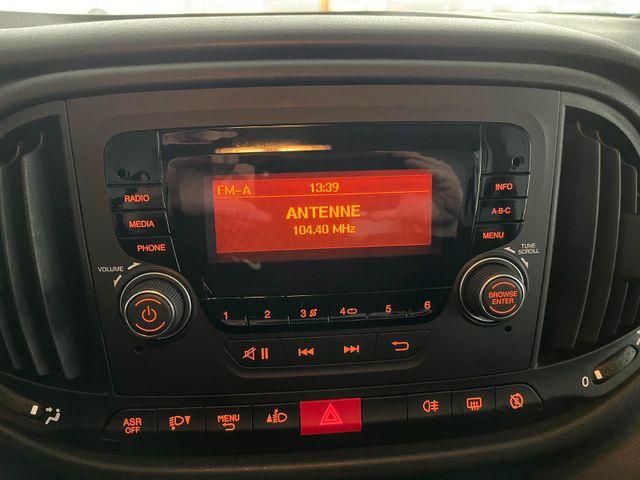 FM-A 13:39
ANTENNE
104.40 MHz
RADIO
MEDIA
PHONE
VOLUME
INFO
A-B-C
MENU
TUNE
SCROLL
BROWSE
ENTER
1 2 3 4 5 6
ASR
OFF
MENU
0